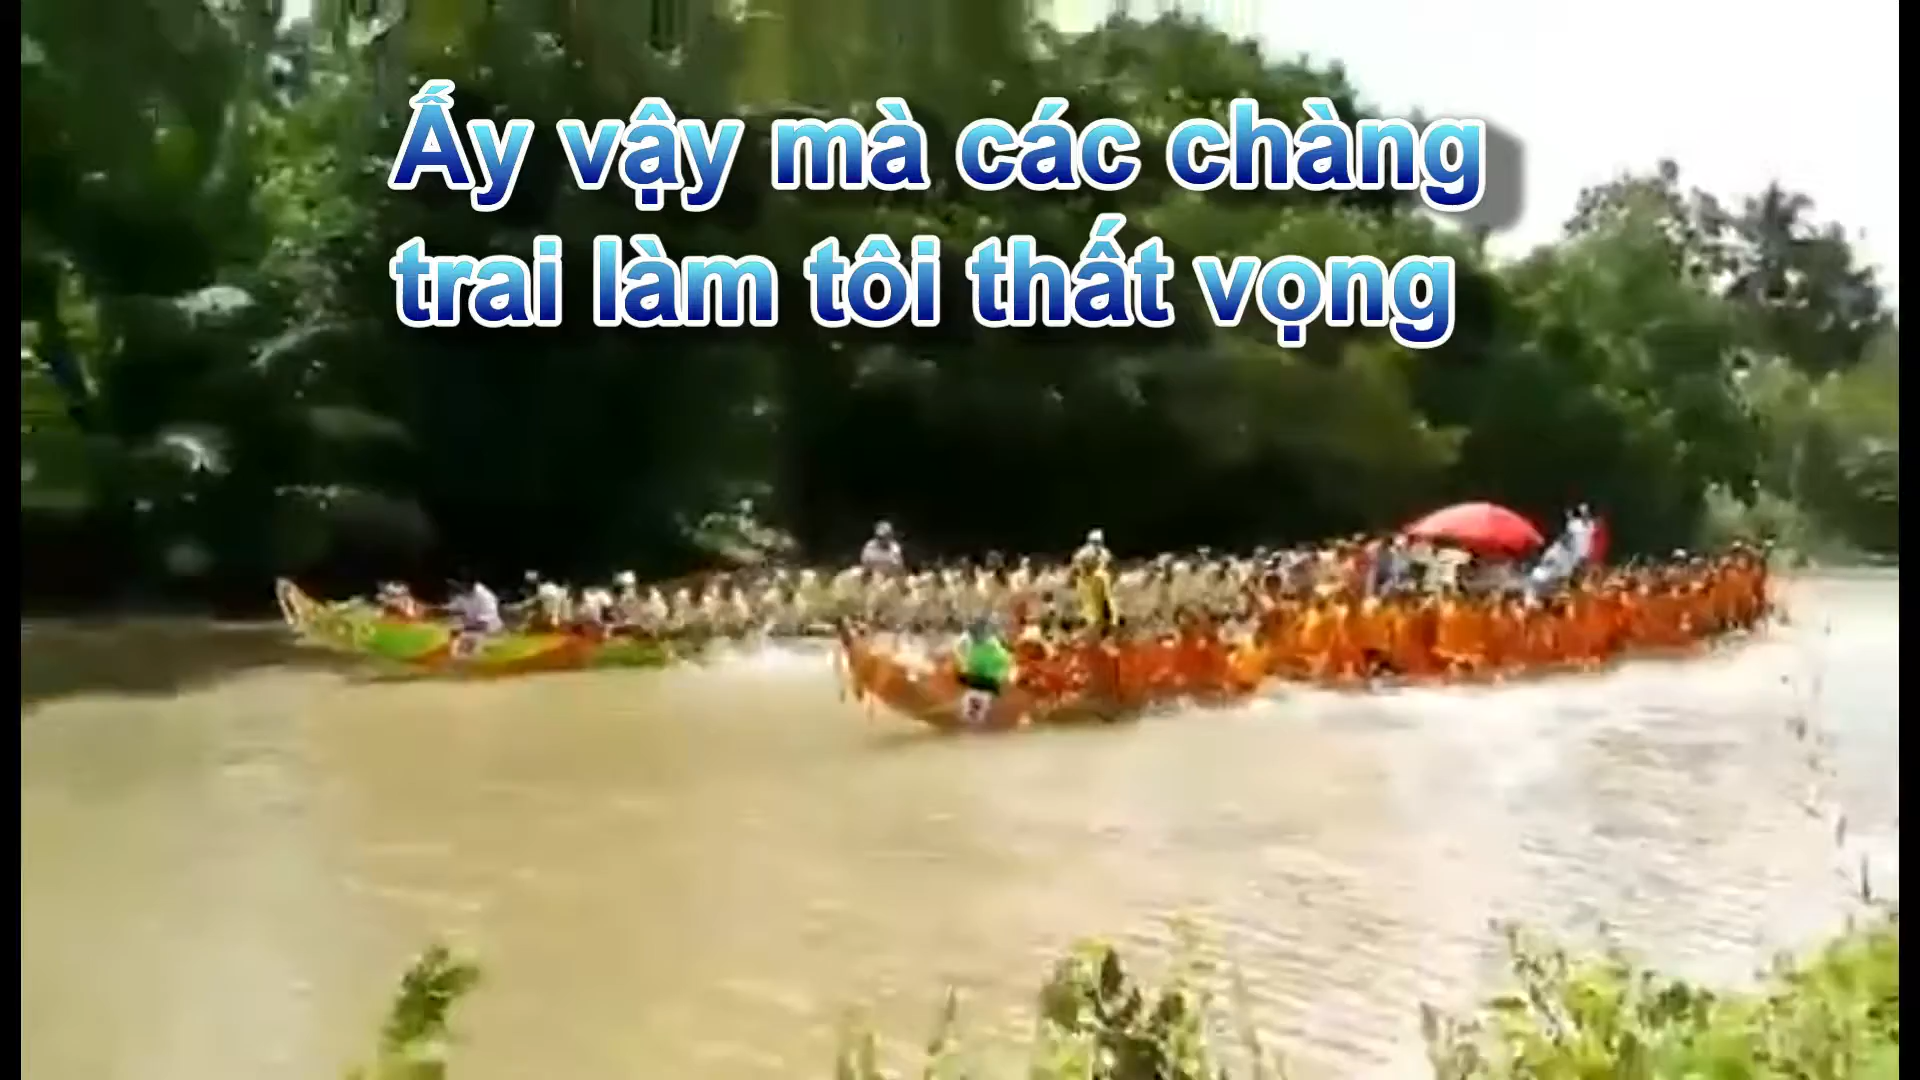 Ấy vậy mà các chàng
trai làm tôi thất vọng